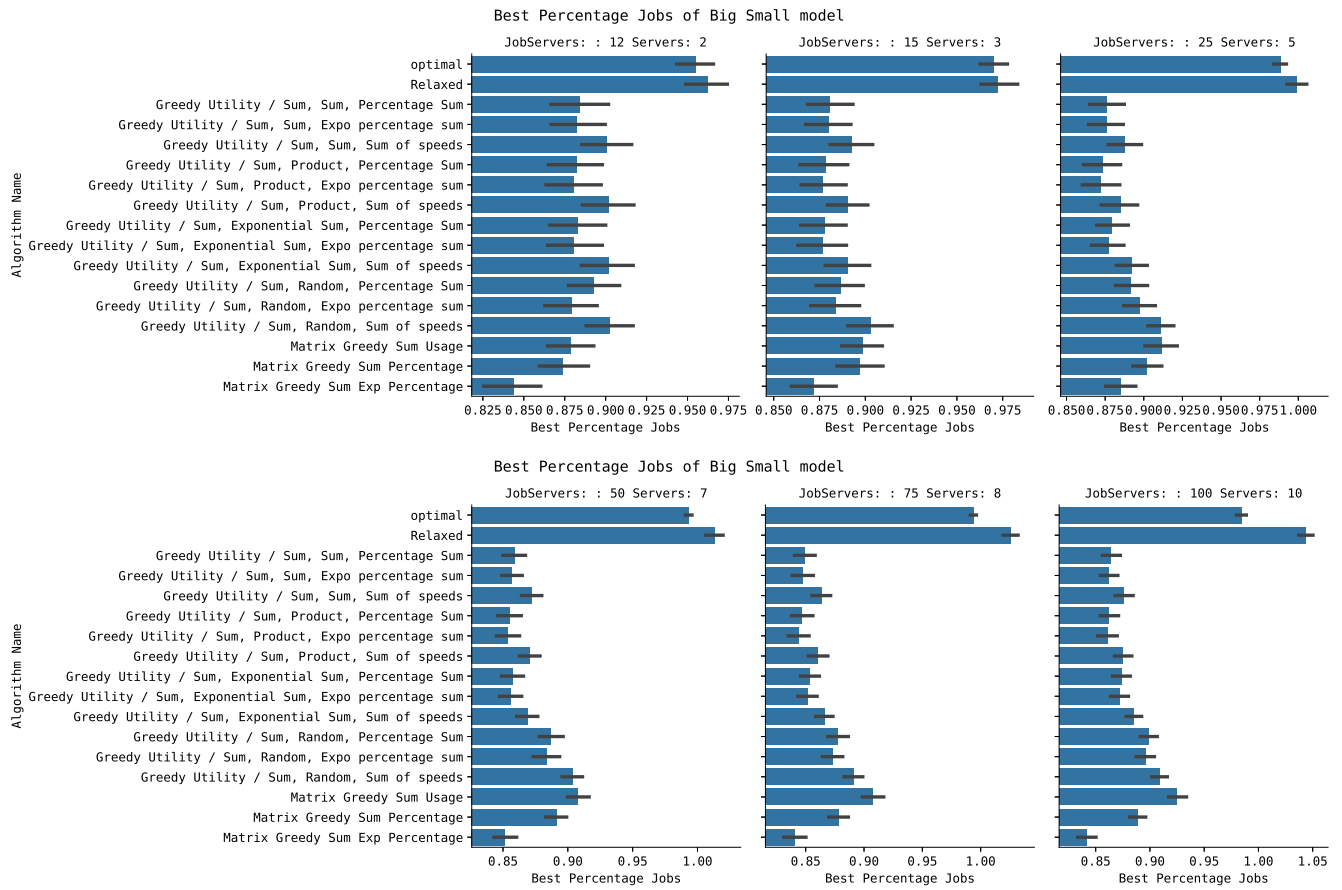 Best Percentage Jobs of Big Small model
JobServers: : 12 Servers: 2
JobServers: : 15 Servers: 3
JobServers: : 25 Servers: 5
Algorithm Name
optimal
Relaxed
Greedy Utility / Sum, Sum, Percentage Sum
Greedy Utility / Sum, Sum, Expo percentage sum
Greedy Utility / Sum, Sum, Sum of speeds
Greedy Utility / Sum, Product, Percentage Sum
Greedy Utility / Sum, Product, Expo percentage sum
Greedy Utility / Sum, Product, Sum of speeds
Greedy Utility / Sum, Exponential Sum, Percentage Sum
Greedy Utility / Sum, Exponential Sum, Expo percentage sum
Greedy Utility / Sum, Exponential Sum, Sum of speeds
Greedy Utility / Sum, Random, Percentage Sum
Greedy Utility / Sum, Random, Expo percentage sum
Greedy Utility / Sum, Random, Sum of speeds
Matrix Greedy Sum Usage
Matrix Greedy Sum Percentage
Matrix Greedy Sum Exp Percentage
0.825 0.850 0.875 0.900 0.925 0.950 0.975
0.850 0.875 0.900 0.925 0.950 0.975
0.850 0.875 0.900 0.925 0.950 0.975 1.000
Best Percentage Jobs
Best Percentage Jobs
Best Percentage Jobs
Best Percentage Jobs of Big Small model
JobServers: : 50 Servers: 7
JobServers: : 75 Servers: 8
JobServers: : 100 Servers: 10
Algorithm Name
optimal
Relaxed
Greedy Utility / Sum, Sum, Percentage Sum
Greedy Utility / Sum, Sum, Expo percentage sum
Greedy Utility / Sum, Sum, Sum of speeds
Greedy Utility / Sum, Product, Percentage Sum
Greedy Utility / Sum, Product, Expo percentage sum
Greedy Utility / Sum, Product, Sum of speeds
Greedy Utility / Sum, Exponential Sum, Percentage Sum
Greedy Utility / Sum, Exponential Sum, Expo percentage sum
Greedy Utility / Sum, Exponential Sum, Sum of speeds
Greedy Utility / Sum, Random, Percentage Sum
Greedy Utility / Sum, Random, Expo percentage sum
Greedy Utility / Sum, Random, Sum of speeds
Matrix Greedy Sum Usage
Matrix Greedy Sum Percentage
Matrix Greedy Sum Exp Percentage
0.85 0.90 0.95 1.00
0.85 0.90 0.95 1.00
0.85 0.90 0.95 1.00 1.05
Best Percentage Jobs
Best Percentage Jobs
Best Percentage Jobs